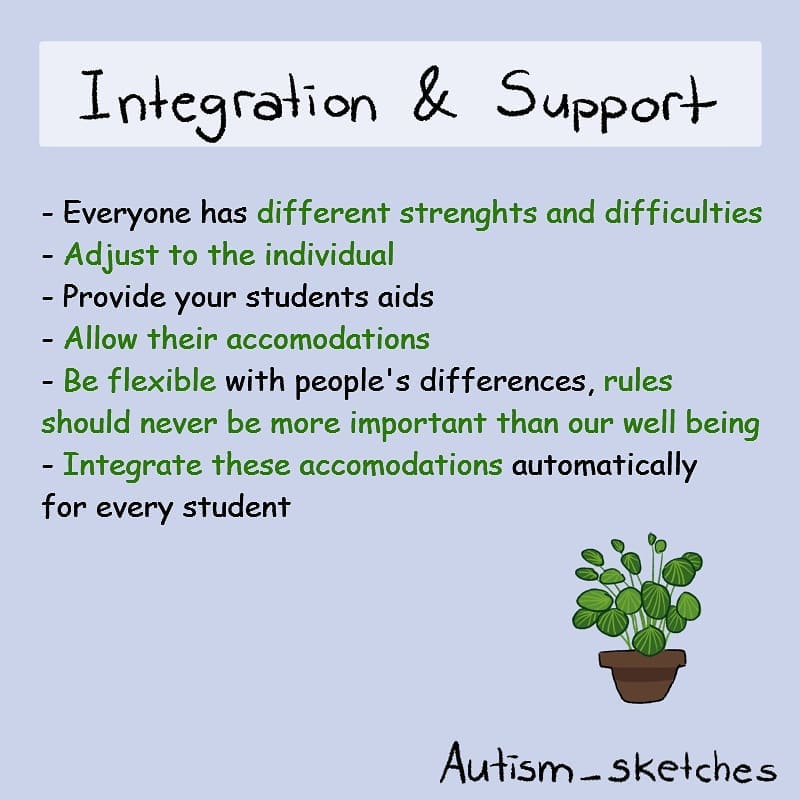 Integration & Support
- Everyone has different strenghts and difficulties
- Adjust to the individual
- Provide your students aids
- Allow their accomodations
- Be flexible with people's differences, rules
should never be more important than our well being
- Integrate these accomodations automatically
for every student
Autism_sketches